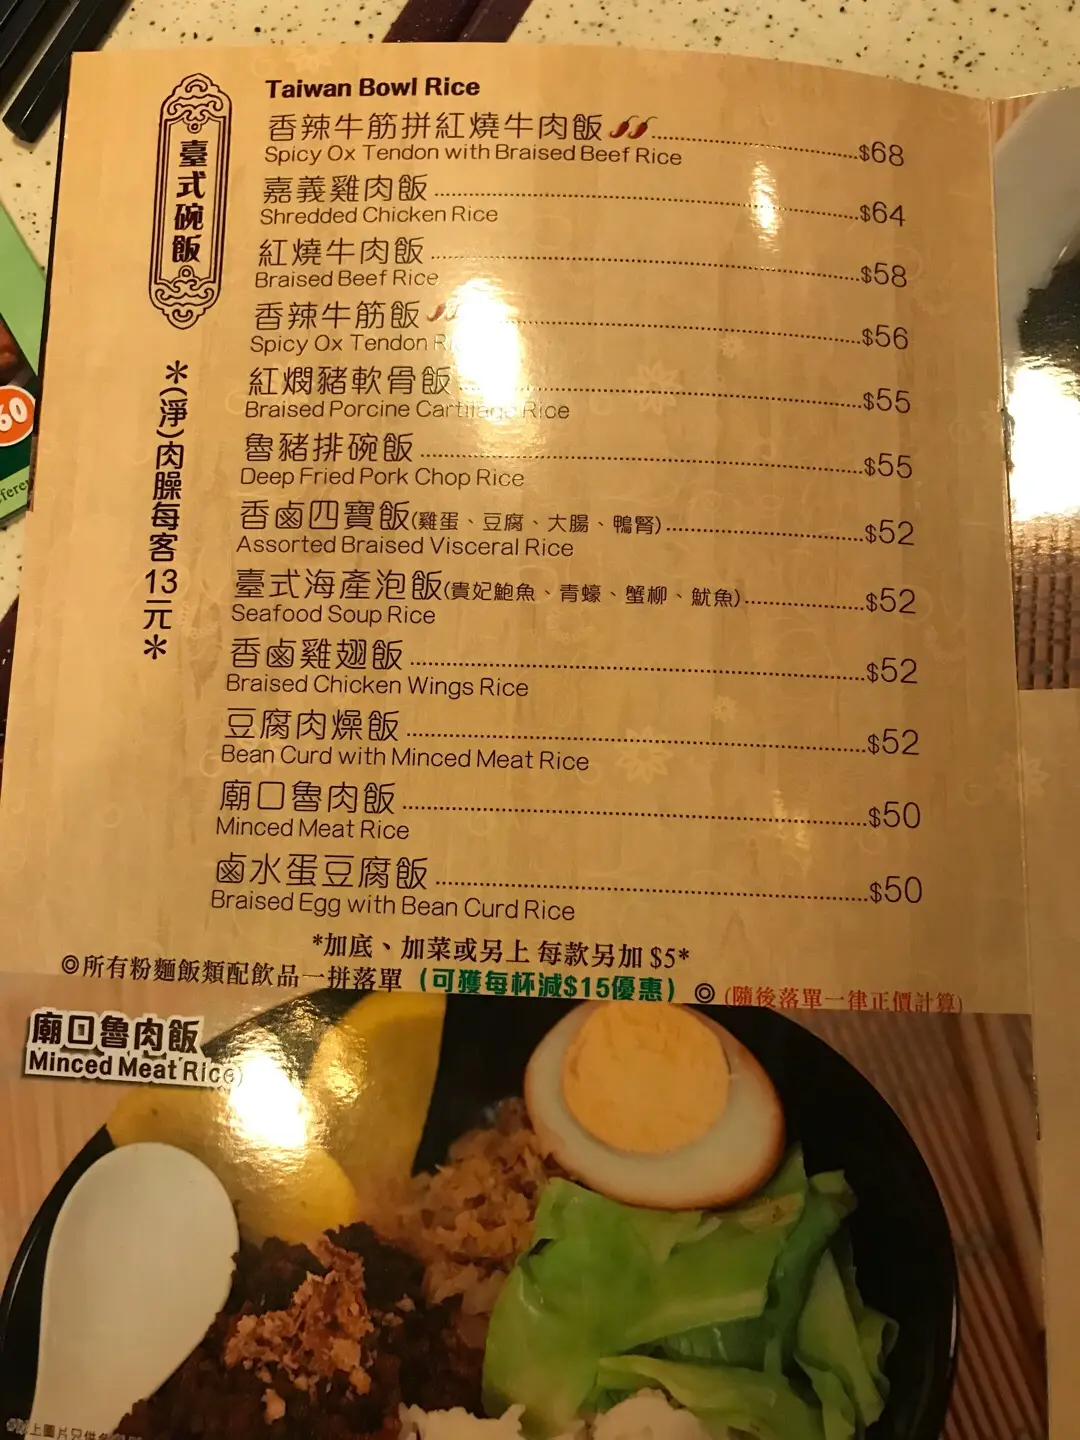 Taiwan Bowl Rice
臺式碗飯
香辣牛筋拼紅燒牛肉飯 $68
Spicy Ox Tendon with Braised Beef Rice
嘉義雞肉飯 $64
Shredded Chicken Rice
紅燒牛肉飯 $58
Braised Beef Rice
香辣牛筋飯 $56
Spicy Ox Tendon
紅燜豬軟骨飯 $55
Braised Porcine Cartilage Rice
魯豬排碗飯 $55
Deep Fried Pork Chop Rice
香鹵四寶飯(雞蛋、豆腐、大腸、鴨腎) $52
Assorted Braised Visceral Rice
臺式海產泡飯(貴妃鮑魚、青蠔、蟹柳、魷魚) $52
Seafood Soup Rice
香鹵雞翅飯 $52
Braised Chicken Wings Rice
豆腐肉燥飯 $52
Bean Curd with Minced Meat Rice
廟口魯肉飯 $50
Minced Meat Rice
鹵水蛋豆腐飯 $50
Braised Egg with Bean Curd Rice
*(淨)肉臊每客13元*
*加底、加菜或另上 每款另加 $5*
◎所有粉麵飯類配飲品一拼落單 (可獲每杯減$15優惠) ◎ (隨後落單一律正價計算)
廟口魯肉飯
Minced Meat Rice
60